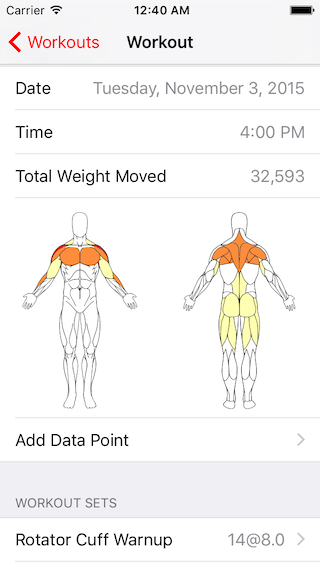 Carrier 12:40 AM
Workouts Workout
Date Tuesday, November 3, 2015
Time 4:00 PM
Total Weight Moved 32,593
Add Data Point
WORKOUT SETS
Rotator Cuff Warnup 14@8.0